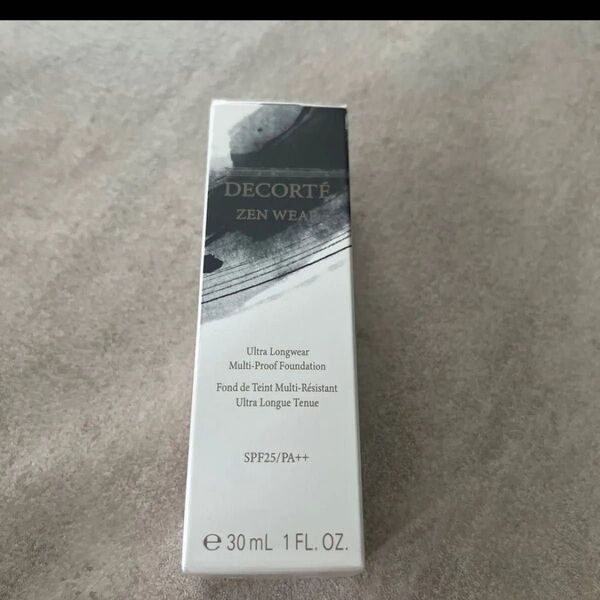 DECORTÉ
ZEN WEAR
Ultra Longwear
Multi-Proof Foundation
Fond de Teint Multi-Résistant
Ultra Longue Tenue
SPF25/PA++
℮ 30 mL 1 FL. OZ.